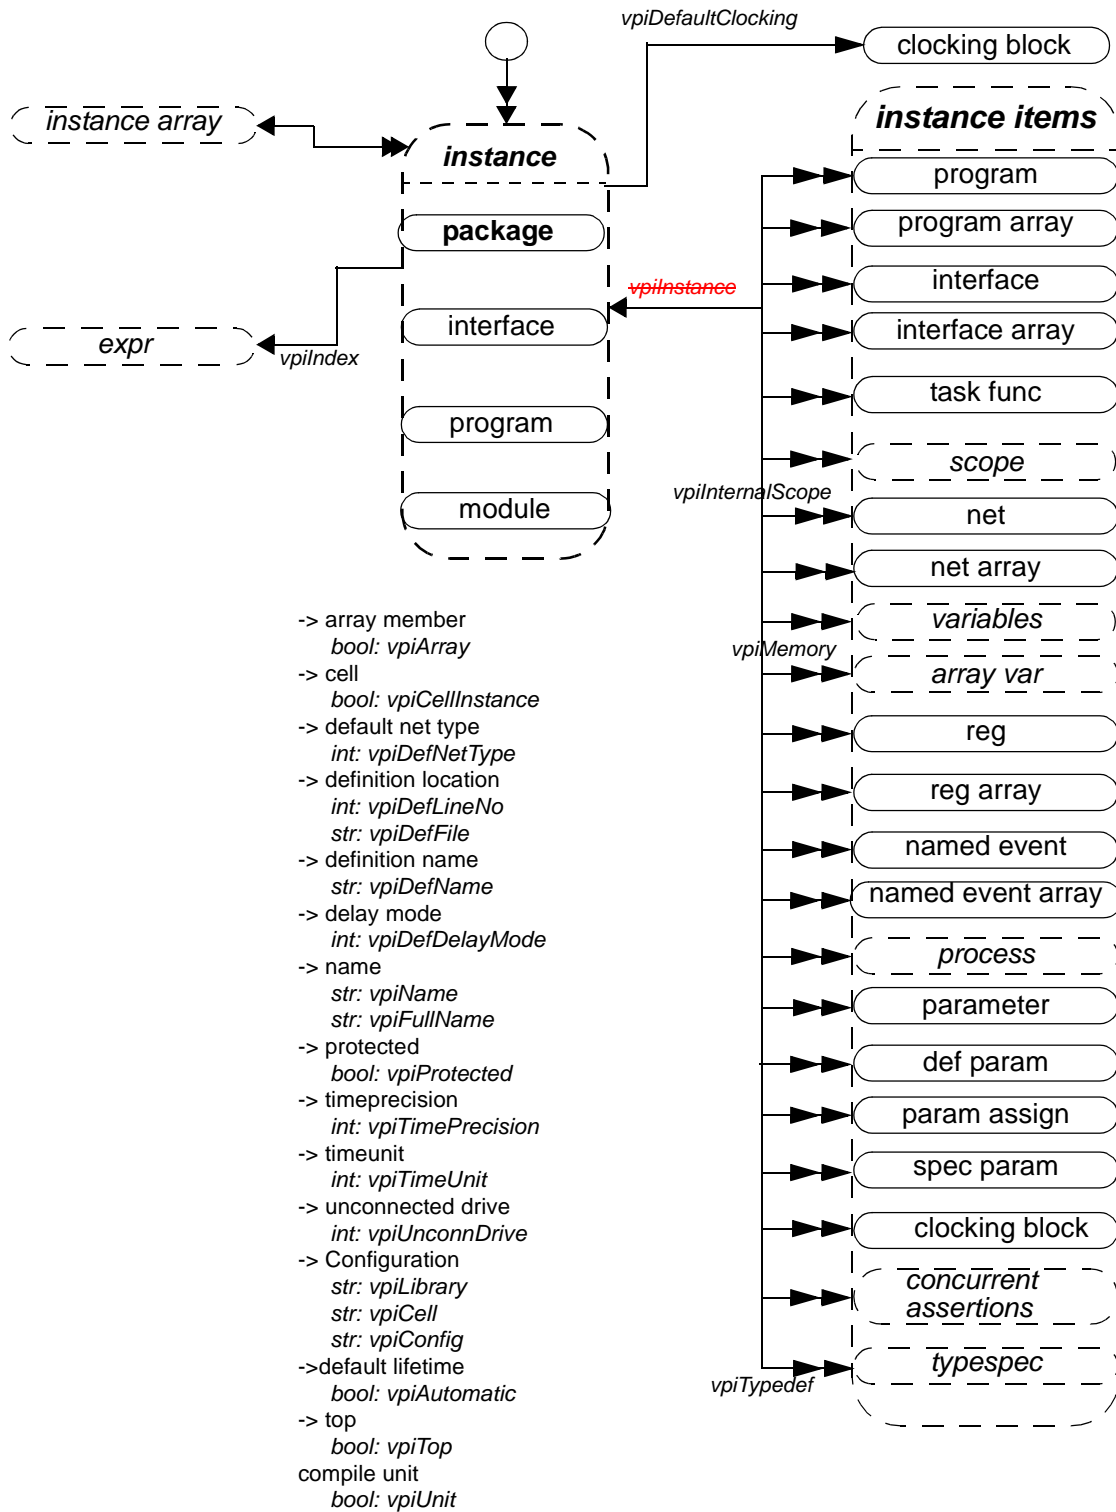 vpiDefaultClocking
clocking block
instance array
instance
package
interface
program
module
expr
vpiIndex
vpiInstance
instance items
program
program array
interface
interface array
task func
scope
vpiInternalScope
net
net array
variables
vpiMemory
array var
reg
reg array
named event
named event array
process
parameter
def param
param assign
spec param
clocking block
concurrent
assertions
typespec
vpiTypedef
-> array member
bool: vpiArray
-> cell
bool: vpiCellInstance
-> default net type
int: vpiDefNetType
-> definition location
int: vpiDefLineNo
str: vpiDefFile
-> definition name
str: vpiDefName
-> delay mode
int: vpiDefDelayMode
-> name
str: vpiName
str: vpiFullName
-> protected
bool: vpiProtected
-> timeprecision
int: vpiTimePrecision
-> timeunit
int: vpiTimeUnit
-> unconnected drive
int: vpiUnconnDrive
-> Configuration
str: vpiLibrary
str: vpiCell
str: vpiConfig
->default lifetime
bool: vpiAutomatic
-> top
bool: vpiTop
compile unit
bool: vpiUnit